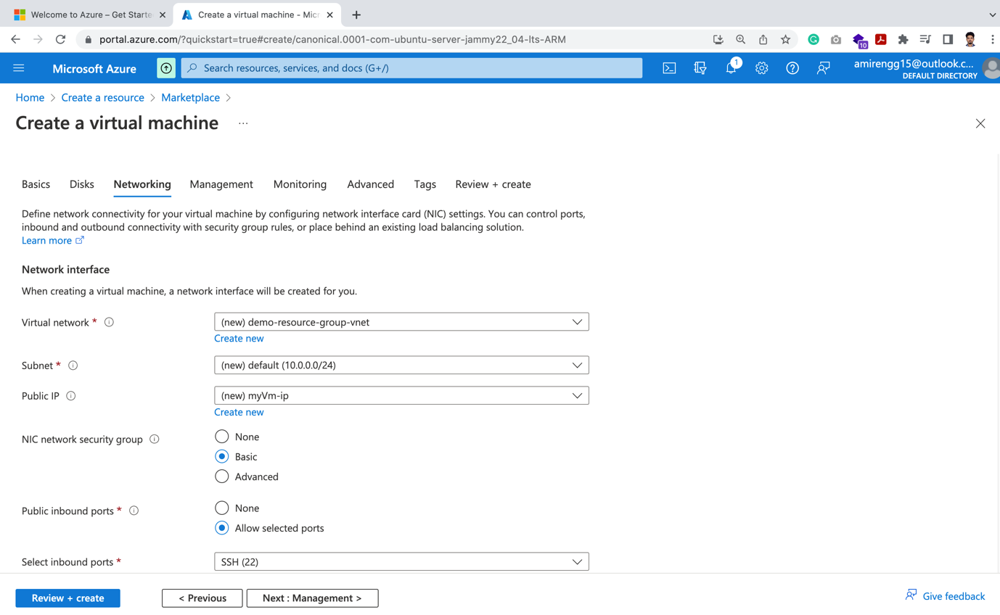 Welcome to Azure – Get Starte
Create a virtual machine - Micr
portal.azure.com/?quickstart=true#create/canonical.0001-com-ubuntu-server-jammy22_04-lts-ARM
10
Microsoft Azure
Search resources, services, and docs (G+/)
1
amirengg15@outlook.c...
DEFAULT DIRECTORY
Home > Create a resource > Marketplace >
Create a virtual machine ...
Basics Disks Networking Management Monitoring Advanced Tags Review + create
Define network connectivity for your virtual machine by configuring network interface card (NIC) settings. You can control ports,
inbound and outbound connectivity with security group rules, or place behind an existing load balancing solution.
Learn more
Network interface
When creating a virtual machine, a network interface will be created for you.
Virtual network * (new) demo-resource-group-vnet
Create new
Subnet * (new) default (10.0.0.0/24)
Public IP (new) myVm-ip
Create new
NIC network security group
None
Basic
Advanced
Public inbound ports *
None
Allow selected ports
Select inbound ports * SSH (22)
Review + create < Previous Next : Management > Give feedback